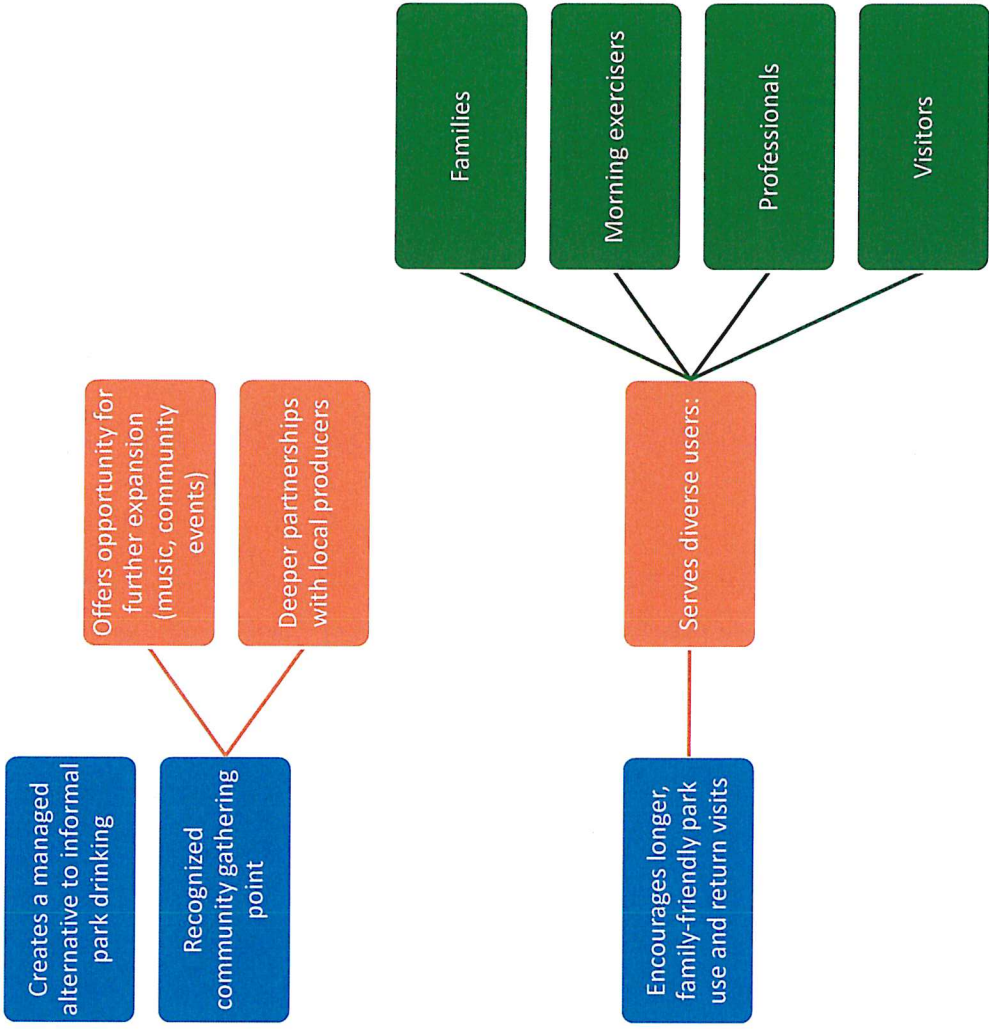 Creates a managed
alternative to informal
park drinking
Recognized
community gathering
point
Offers opportunity for
further expansion
(music, community
events)
Deeper partnerships
with local producers
Encourages longer,
family-friendly park
use and return visits
Serves diverse users:
Families
Morning exercisers
Professionals
Visitors